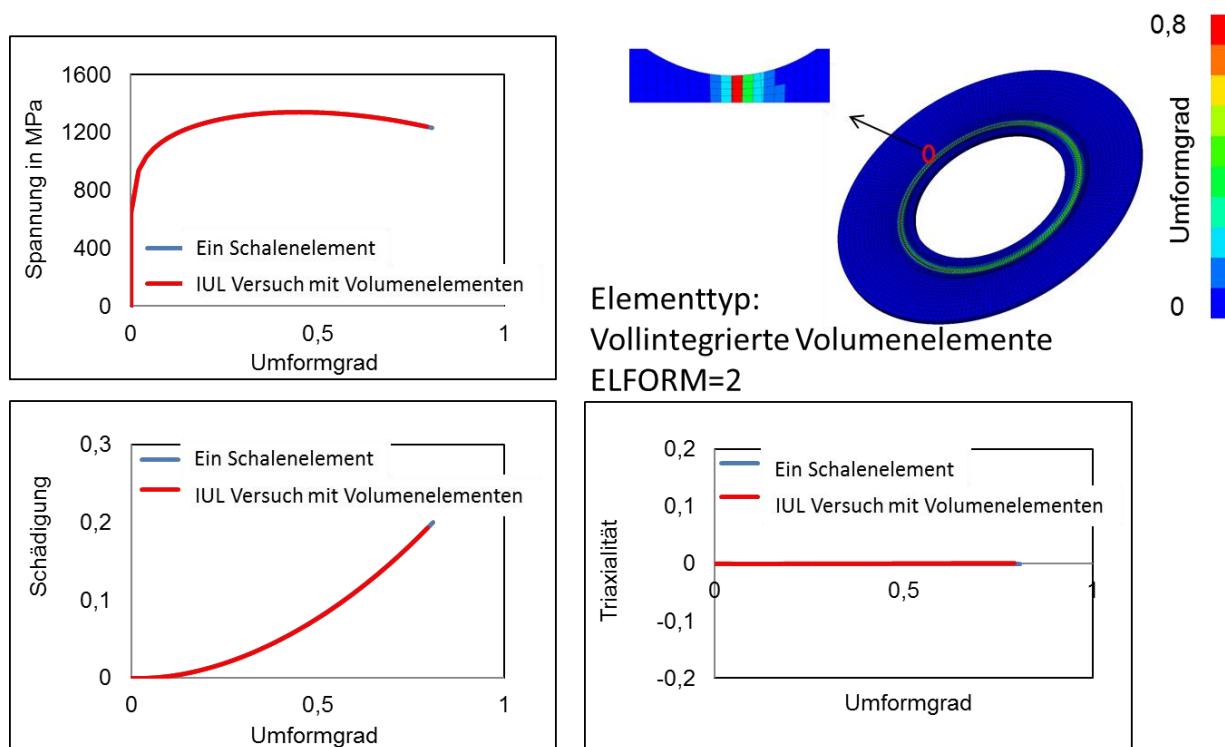 1600
1200
800
400
0
Spannung in MPa
Ein Schalenelement
IUL Versuch mit Volumenelementen
0
0,5
1
Umformgrad
0,8
0
Umformgrad
Elementtyp:
Vollintegrierte Volumenelemente
ELFORM=2
0,3
0,2
0,1
0
Schädigung
Ein Schalenelement
IUL Versuch mit Volumenelementen
0
0,5
1
Umformgrad
0,2
0,1
0
-0,1
-0,2
Triaxialität
Ein Schalenelement
IUL Versuch mit Volumenelementen
0
0,5
1
Umformgrad